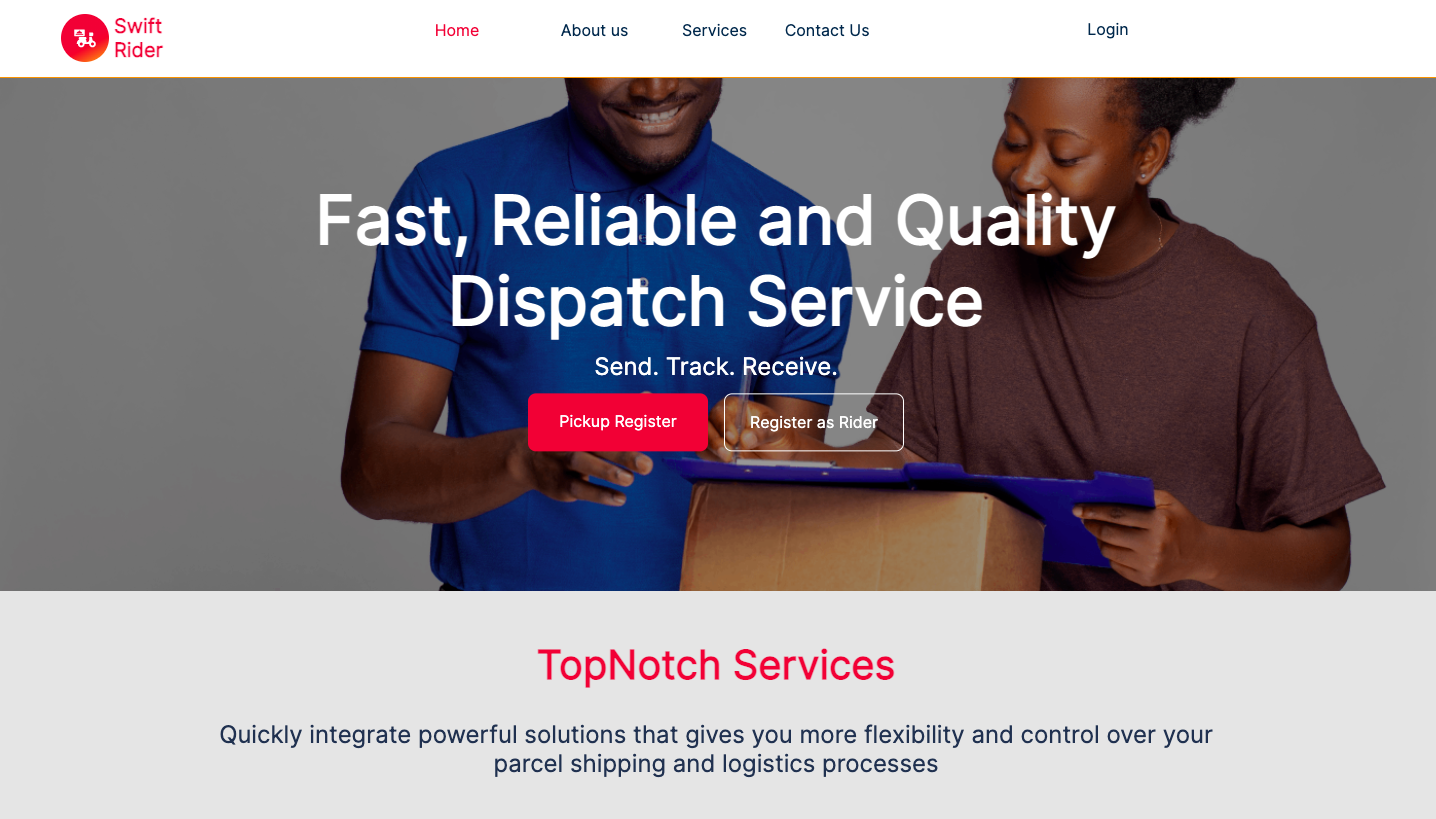 Swift
Rider
Home
About us
Services
Contact Us
Login
Fast, Reliable and Quality
Dispatch Service
Send. Track. Receive.
Pickup Register
Register as Rider
TopNotch Services
Quickly integrate powerful solutions that gives you more flexibility and control over your
parcel shipping and logistics processes